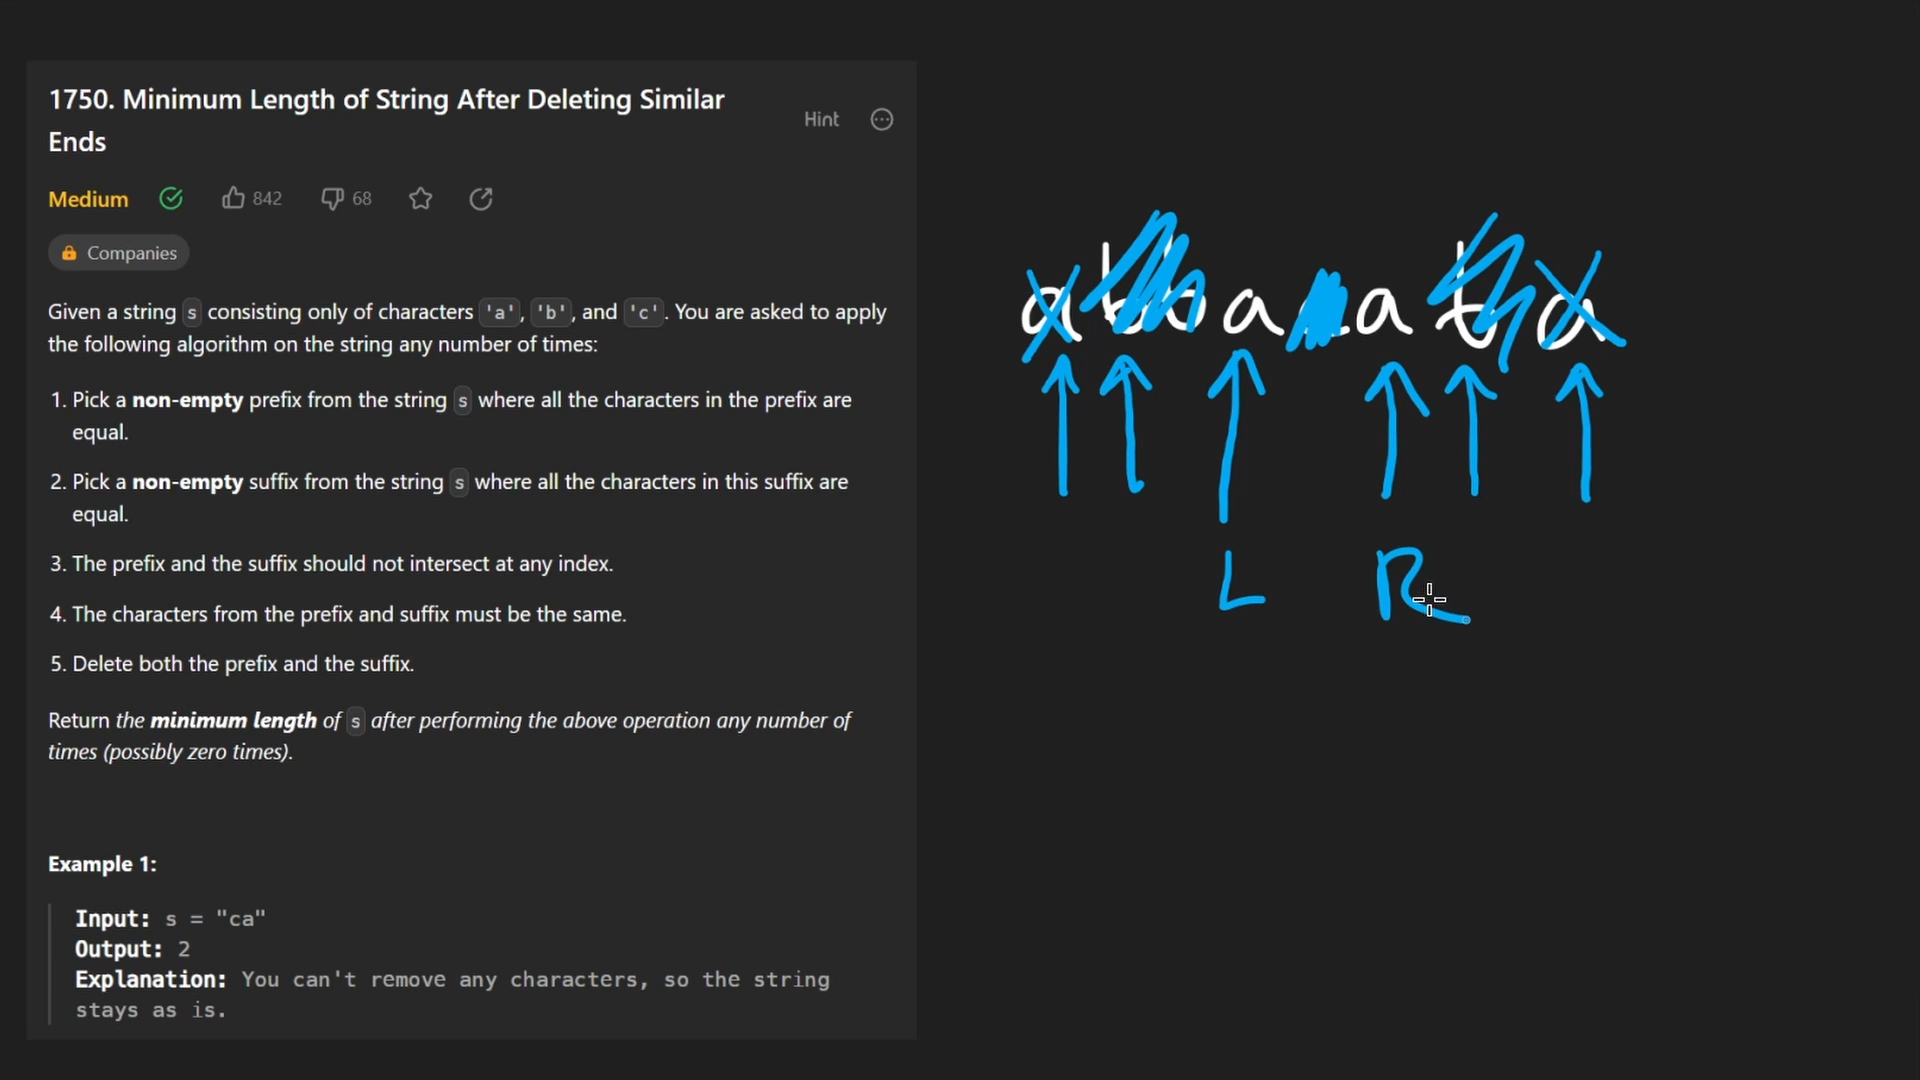 1750. Minimum Length of String After Deleting Similar
Ends
Hint
Medium 842 68
Companies
Given a string s consisting only of characters 'a', 'b', and 'c'. You are asked to apply
the following algorithm on the string any number of times:
1. Pick a non-empty prefix from the string s where all the characters in the prefix are
equal.
2. Pick a non-empty suffix from the string s where all the characters in this suffix are
equal.
3. The prefix and the suffix should not intersect at any index.
4. The characters from the prefix and suffix must be the same.
5. Delete both the prefix and the suffix.
Return the minimum length of s after performing the above operation any number of
times (possibly zero times).
Example 1:
Input: s = "ca"
Output: 2
Explanation: You can't remove any characters, so the string
stays as is.
a b b a a b a
L R